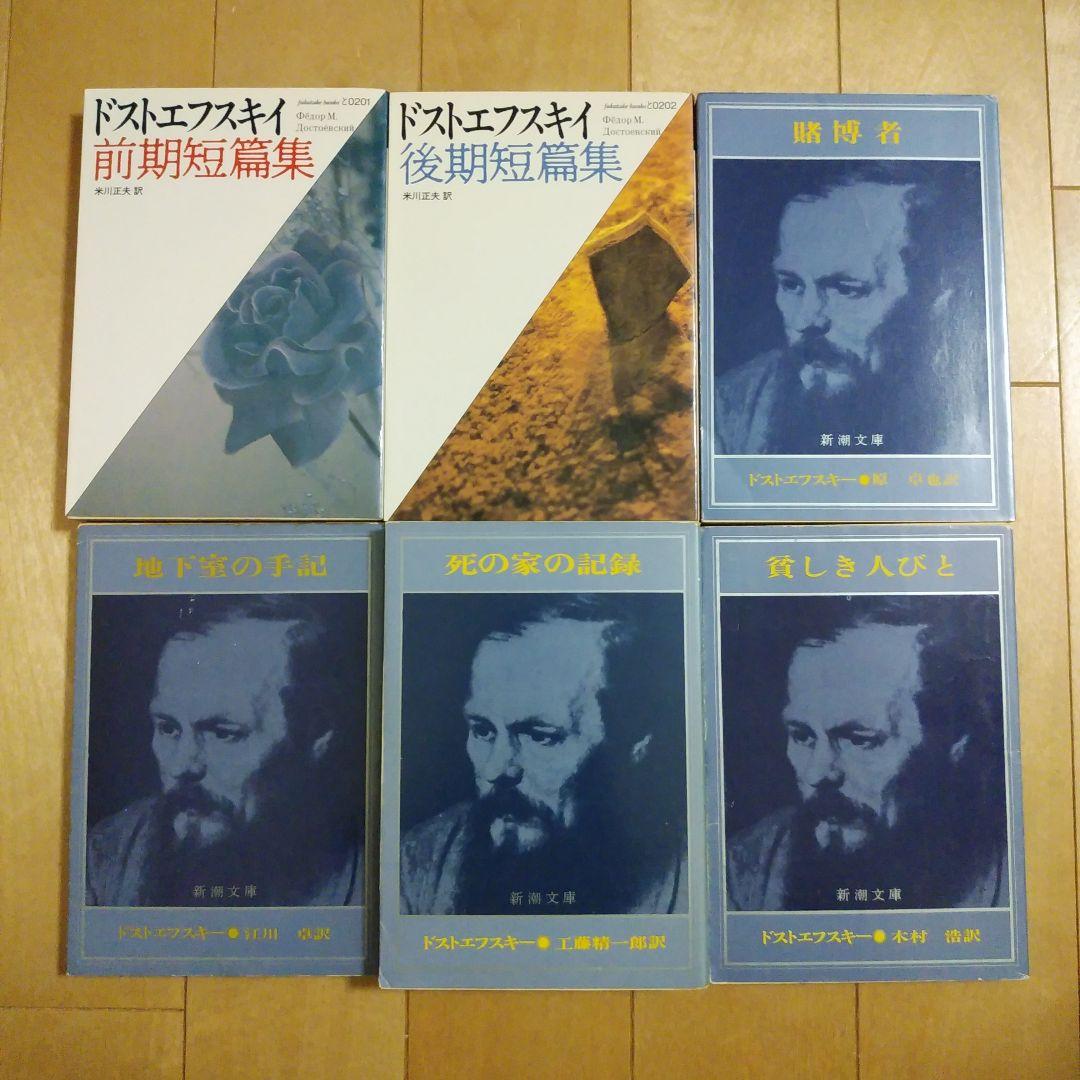 ドストエフスキイ
fukutake books と0201
Фёдор М.
Достоевский
前期短篇集
米川正夫 訳
ドストエフスキイ
fukutake books と0202
Фёдор М.
Достоевский
後期短篇集
米川正夫 訳
賭博者
新潮文庫
ドストエフスキー●原 卓也訳
地下室の手記
新潮文庫
ドストエフスキー●江川 卓訳
死の家の記録
新潮文庫
ドストエフスキー●工藤精一郎訳
貧しき人びと
新潮文庫
ドストエフスキー●木村 浩訳